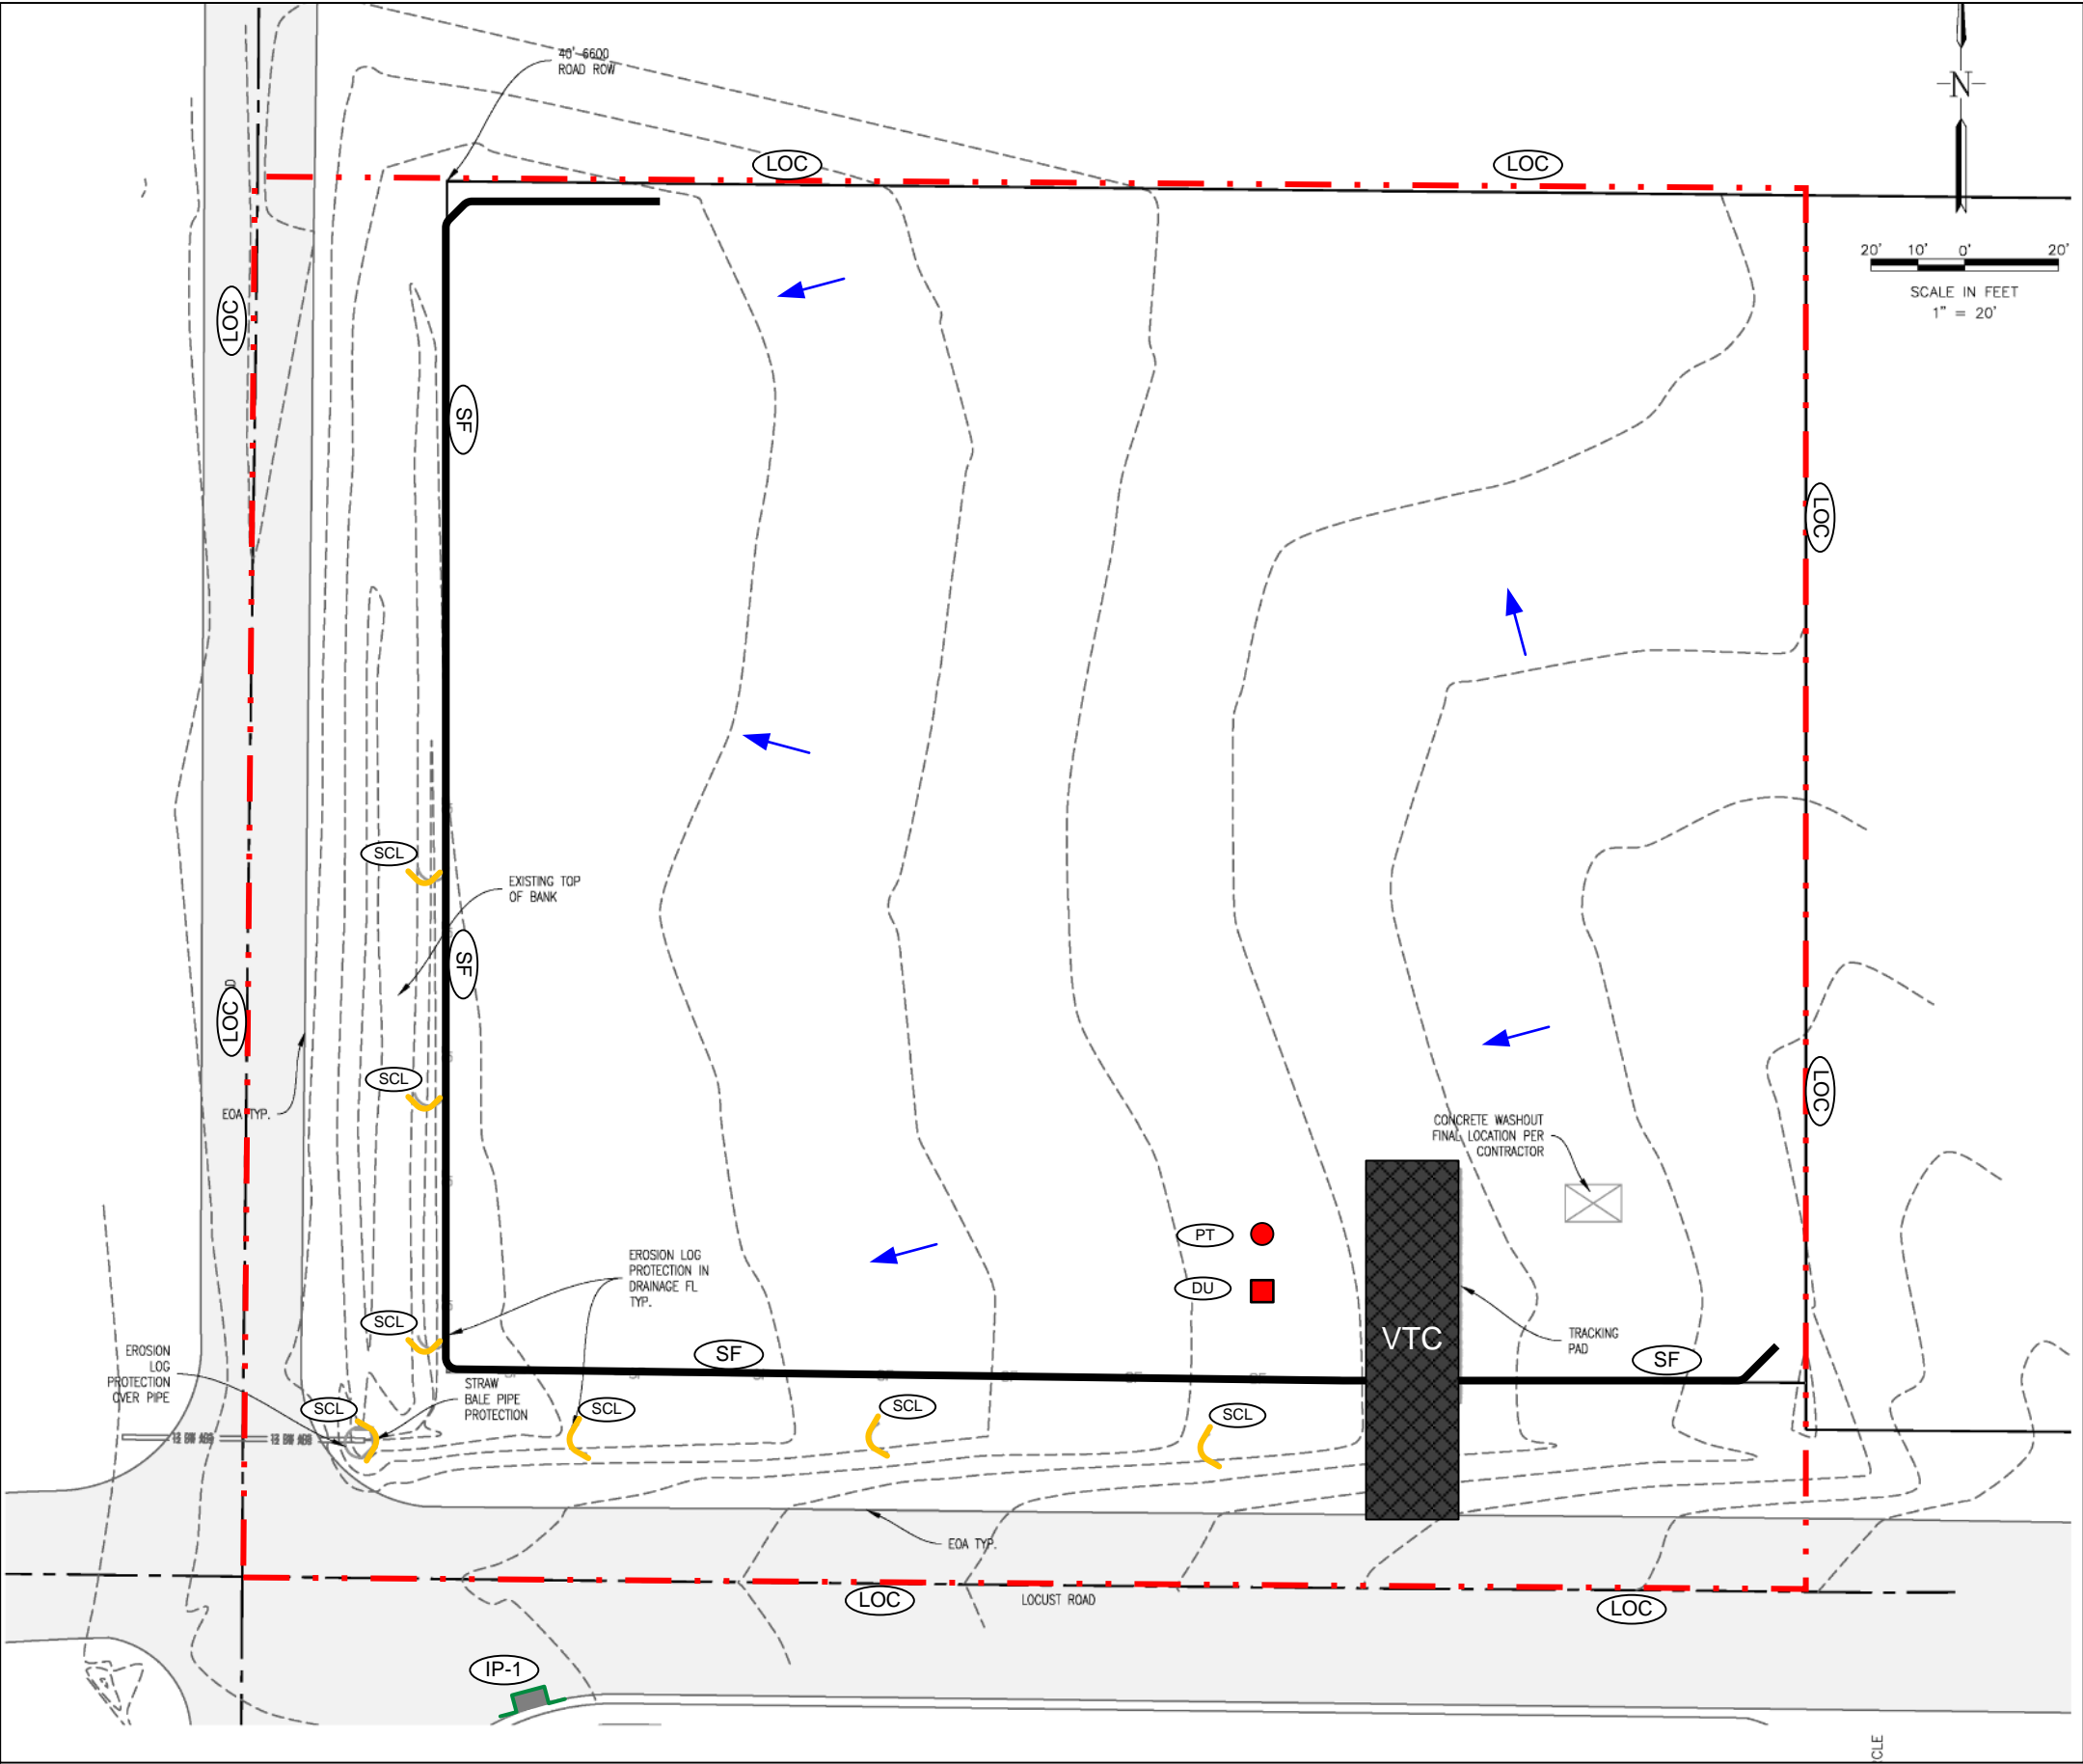 40' 6600
ROAD ROW
LOC
LOC
-N-
20' 10' 0' 20'
SCALE IN FEET
1" = 20'
LOC
SF
LOC
SCL
EXISTING TOP
OF BANK
SF
D
LOC
SCL
EOA TYP.
LOC
CONCRETE WASHOUT
FINAL LOCATION PER
CONTRACTOR
PT
DU
EROSION LOG
PROTECTION IN
DRAINAGE FL
TYP.
SCL
VTC
TRACKING
PAD
SF
SF
EROSION
LOG
PROTECTION
OVER PIPE
STRAW
BALE PIPE
PROTECTION
SCL
SCL
SCL
SCL
EOA TYP.
LOC
LOCUST ROAD
LOC
IP-1
CLE